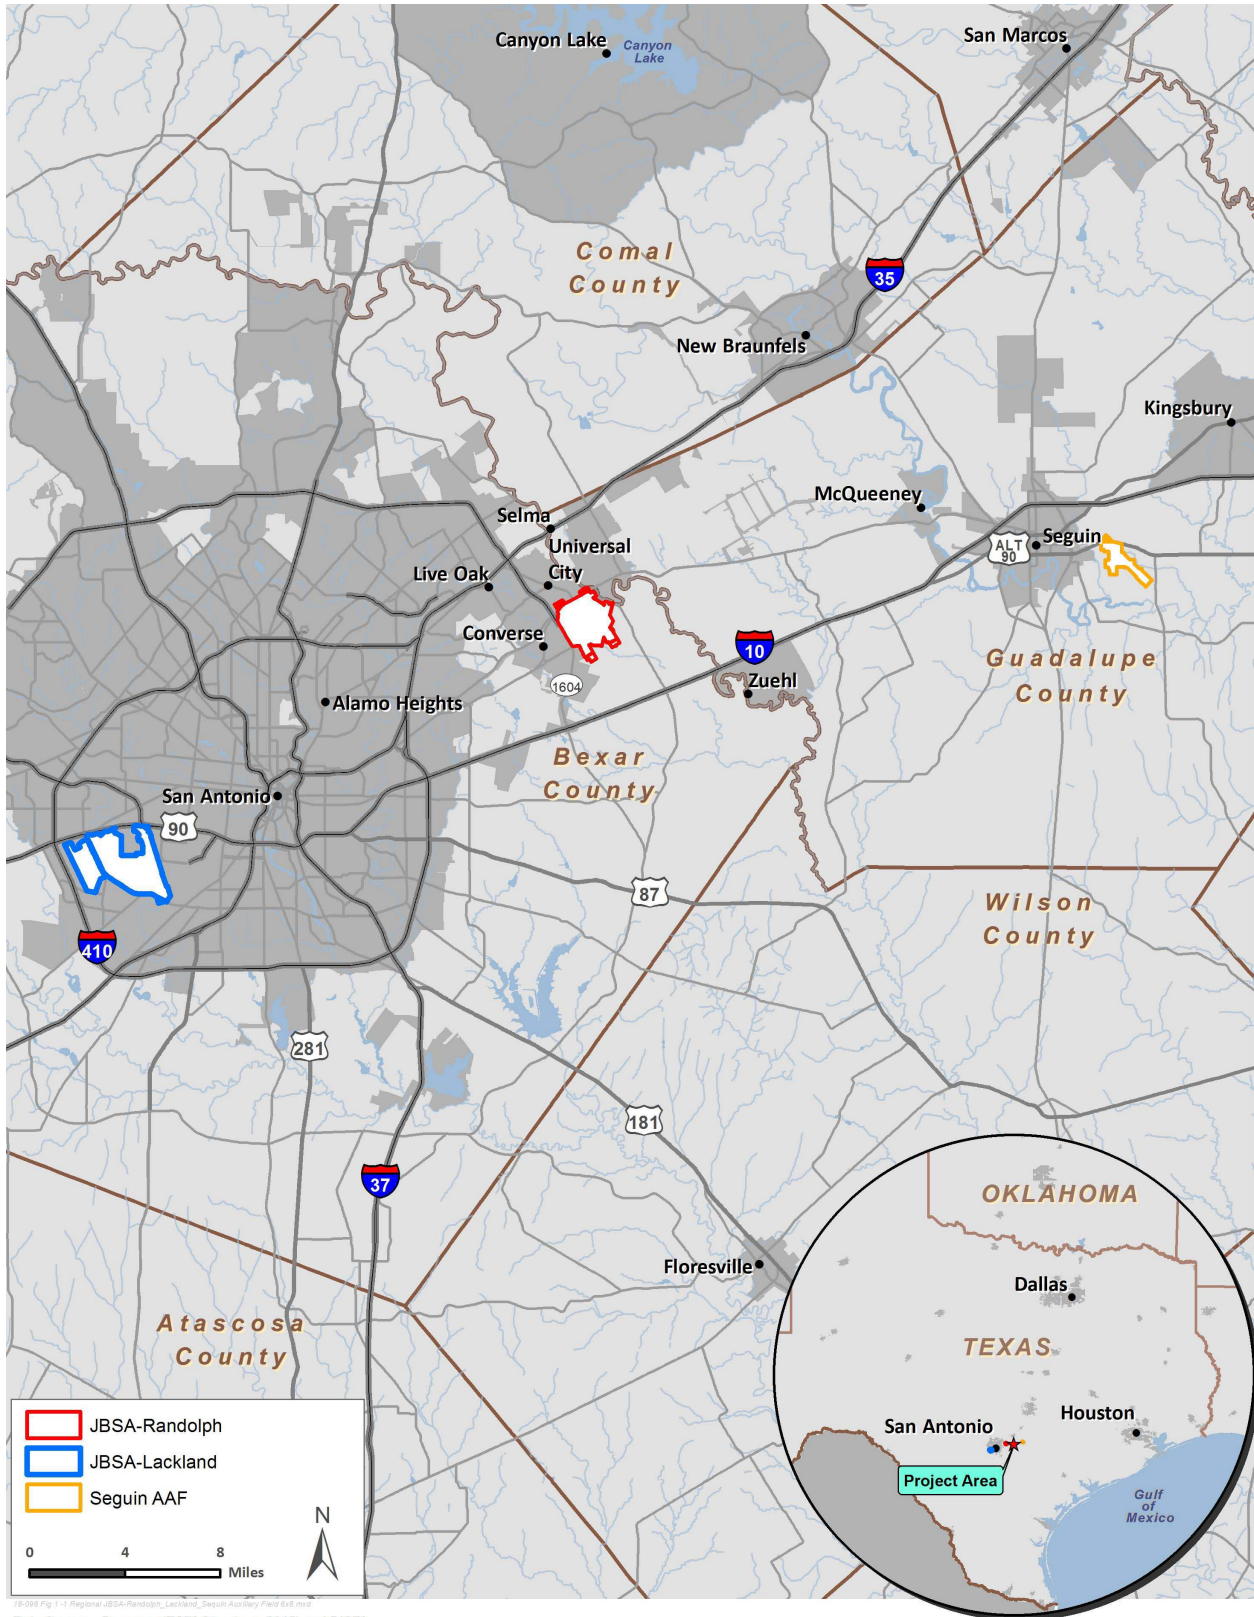 Canyon Lake
Canyon
Lake
San Marcos
Comal
County
35
New Braunfels
Kingsbury
McQueeney
Selma
Universal
City
ALT
90
Seguin
Live Oak
Converse
10
Guadalupe
County
Zuehl
1604
Alamo Heights
Bexar
County
San Antonio
90
87
Wilson
County
410
281
181
37
Floresville
Atascosa
County
OKLAHOMA
Dallas
TEXAS
San Antonio
Houston
Project Area
Gulf
of
Mexico
JBSA-Randolph
JBSA-Lackland
Seguin AAF
N
0 4 8
Miles